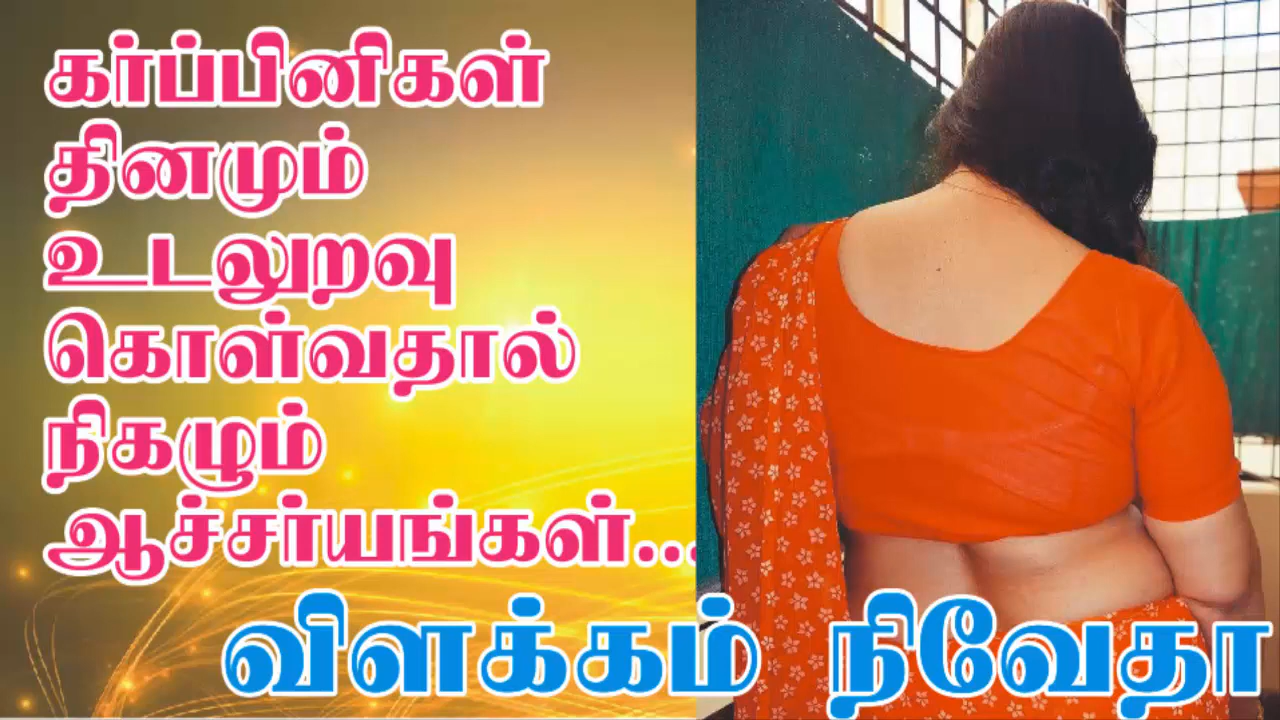 கர்ப்பினிகள்
தினமும்
உடலுறவு
கொள்வதால்
நிகழும்
ஆச்சர்யங்கள்...
விளக்கம் நிவேதா